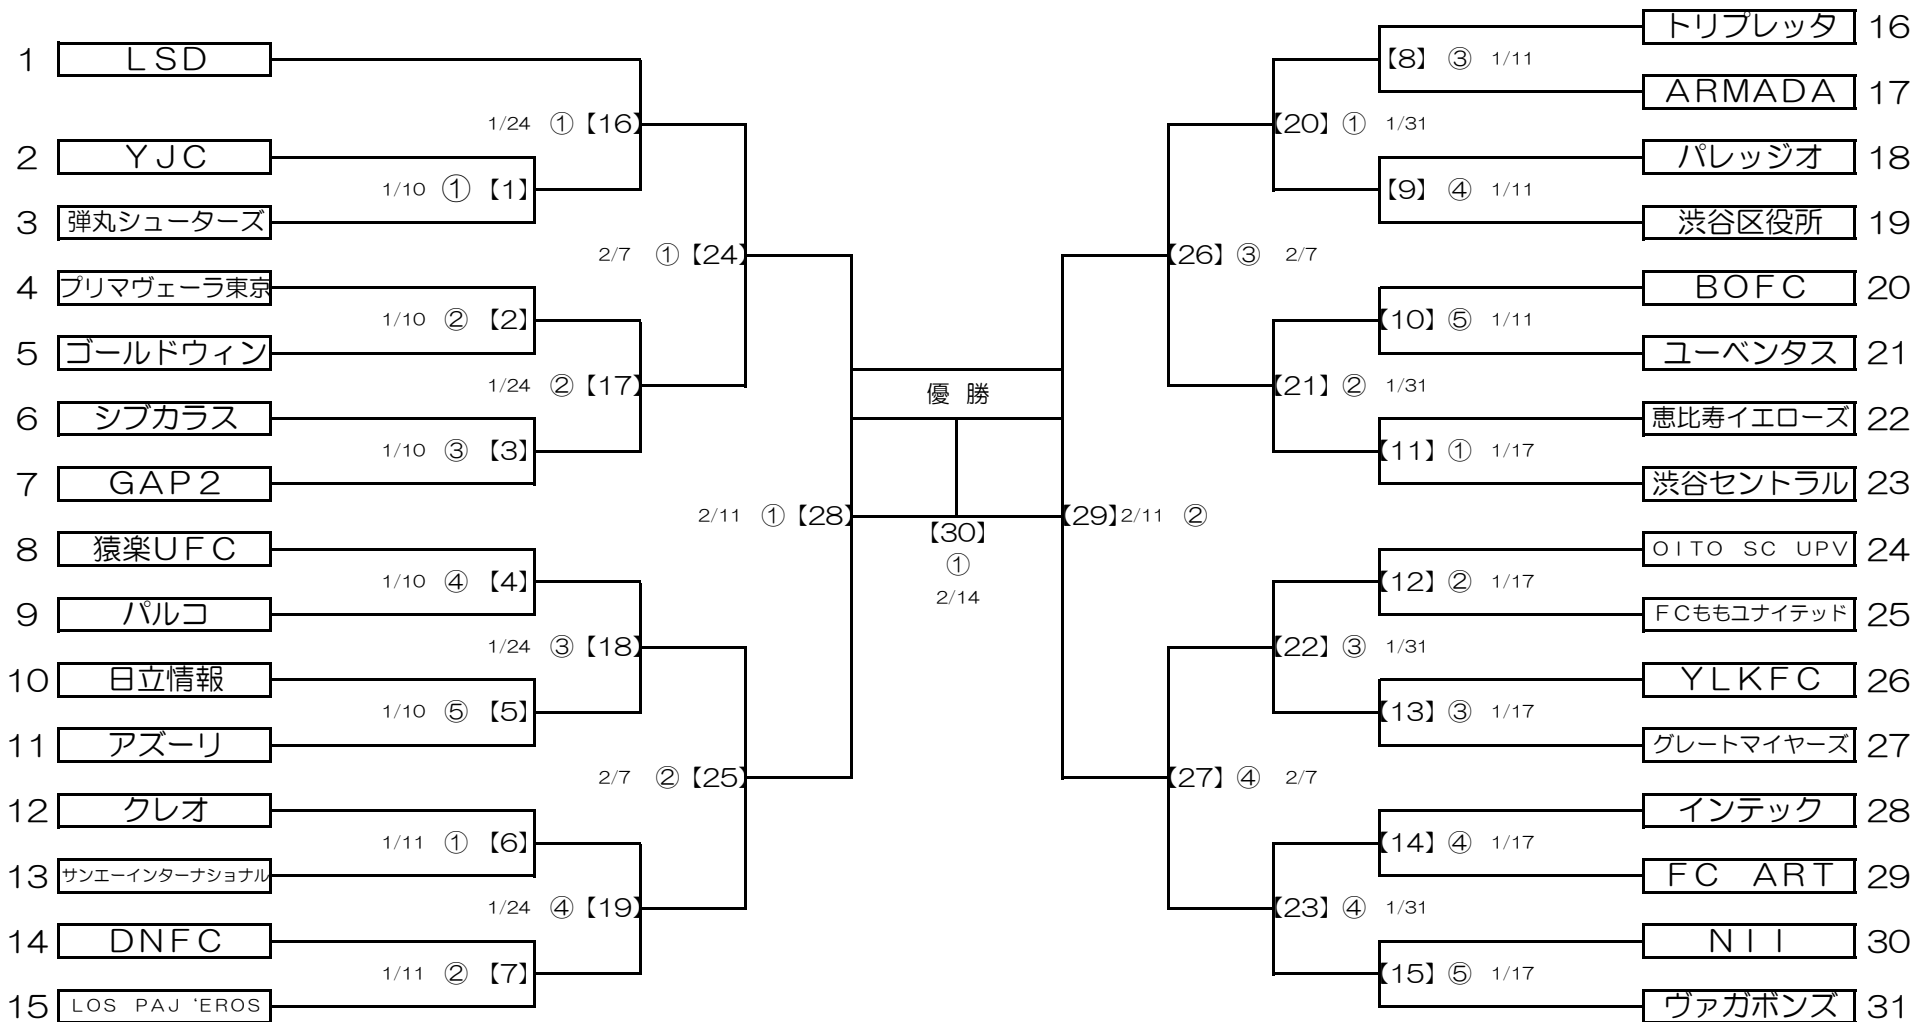 1 LSD
1/24 ① 【16】
2 YJC
1/10 ① 【1】
3 弾丸シューターズ
2/7 ① 【24】
4 プリマヴェーラ東京
1/10 ② 【2】
5 ゴールドウィン
1/24 ② 【17】
6 シブカラス
1/10 ③ 【3】
7 GAP2
2/11 ① 【28】
8 猿楽UFC
1/10 ④ 【4】
9 パルコ
1/24 ③ 【18】
10 日立情報
1/10 ⑤ 【5】
11 アズーリ
2/7 ② 【25】
12 クレオ
1/11 ① 【6】
13 サンエーインターナショナル
1/24 ④ 【19】
14 DNFC
1/11 ② 【7】
15 LOS PAJ 'EROS
優 勝
【30】
①
2/14
トリプレッタ 16
【8】 ③ 1/11
ARMADA 17
【20】 ① 1/31
パレッジオ 18
【9】 ④ 1/11
渋谷区役所 19
【26】 ③ 2/7
BOFC 20
【10】 ⑤ 1/11
ユーベンタス 21
【21】 ② 1/31
恵比寿イエローズ 22
【11】 ① 1/17
渋谷セントラル 23
【29】 2/11 ②
OITO SC UPV 24
【12】 ② 1/17
FCももユナイテッド 25
【22】 ③ 1/31
YLKFC 26
【13】 ③ 1/17
グレートマイヤーズ 27
【27】 ④ 2/7
インテック 28
【14】 ④ 1/17
FC ART 29
【23】 ④ 1/31
NII 30
【15】 ⑤ 1/17
ヴァガボンズ 31